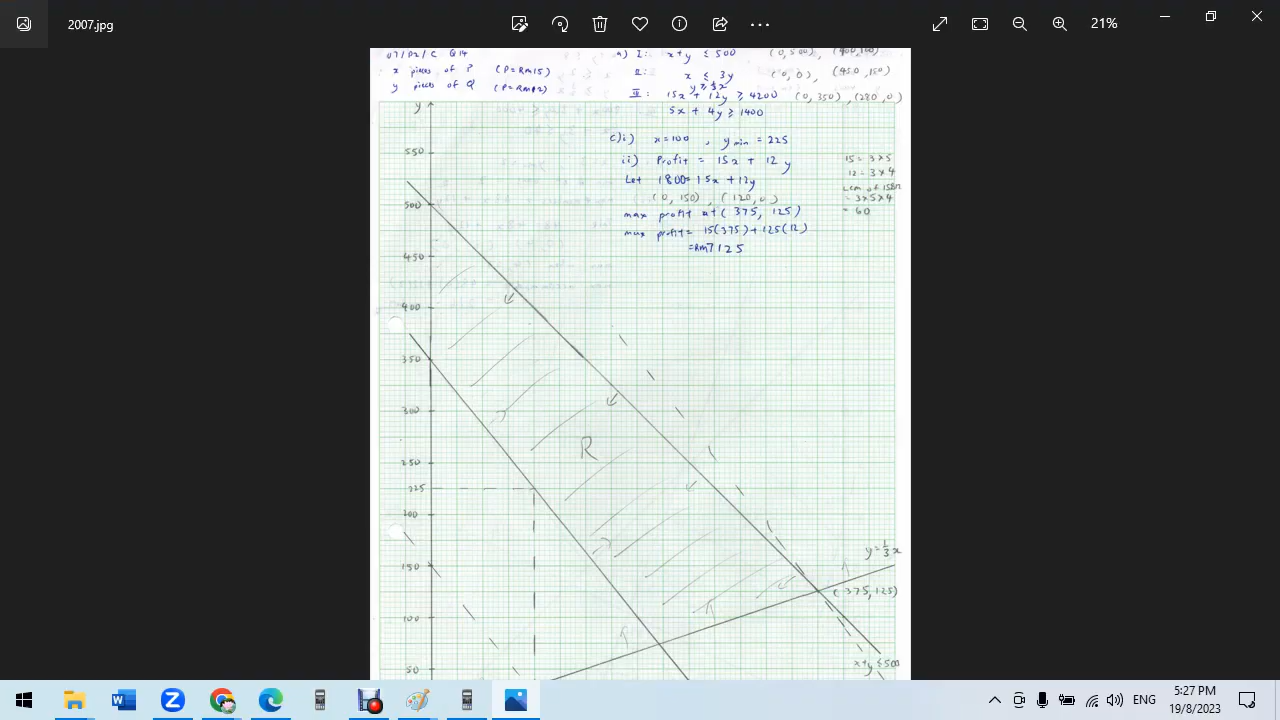 2007.jpg
21%
07/P2/C Q14
x pieces of P (P=RM15)
y pieces of Q (P=RM12)
a) I: x+y ≤ 500 (0,500), (400,100)
II: x ≤ 3y (0,0), (450,150)
y ≥ 1/3 x
III: 15x + 12y ≥ 4200 (0,350), (280,0)
5x + 4y ≥ 1400
c)i) x=100, y min = 225
ii) Profit = 15x + 12y
Let 1800=15x+12y
(0,150), (120,0)
max profit at (375, 125)
max profit= 15(375)+125(12)
=RM7125
15=3×5
12=3×4
LCM of 15&12
=3×5×4
=60
y
550
500
450
400
350
300
250
225
200
150
100
50
R
y=1/3 x
(375,125)
x+y≤500
ENG
5:27 PM
19/8/2023